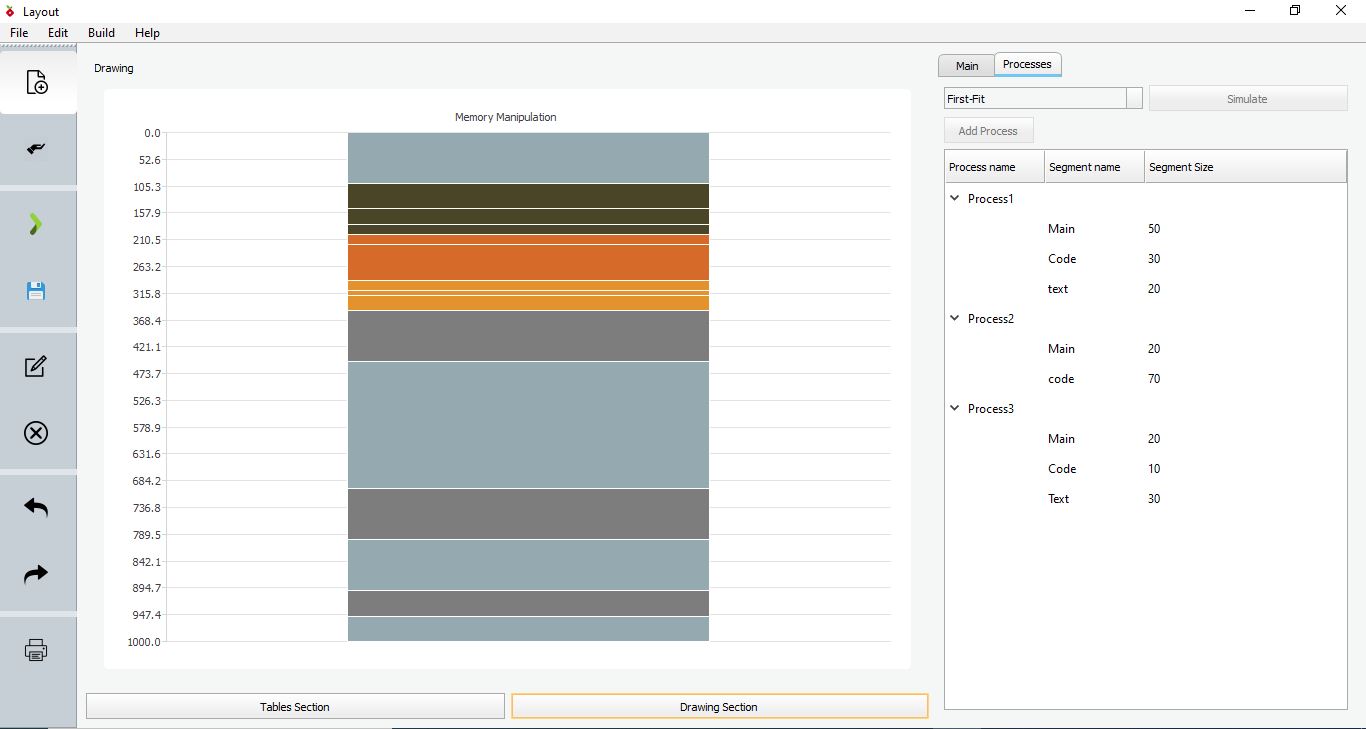 Layout
File Edit Build Help
Drawing
Memory Manipulation
0.0
52.6
105.3
157.9
210.5
263.2
315.8
368.4
421.1
473.7
526.3
578.9
631.6
684.2
736.8
789.5
842.1
894.7
947.4
1000.0
Tables Section
Drawing Section
Main Processes
First-Fit
Simulate
Add Process
Process name Segment name Segment Size
Process1
Main 50
Code 30
text 20
Process2
Main 20
code 70
Process3
Main 20
Code 10
Text 30